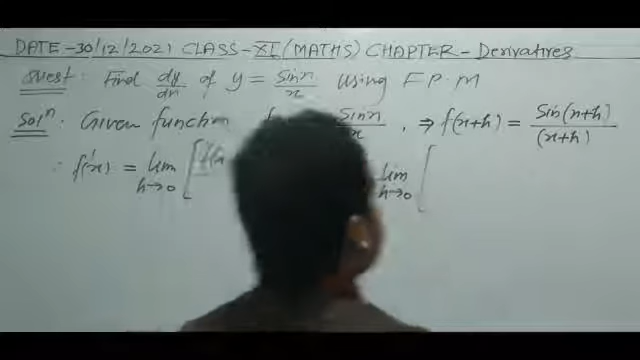 DATE -30/12/2021 CLASS-XI (MATHS) CHAPTER - Derivatives
Quest: Find dy/dx of y = sinx/x using F.P.M
Solⁿ: Given function f sinx/x , ⇒ f(x+h) = Sin(x+h)/(x+h)
∴ f'(x) = lim h→0 [ f(x lim h→0 [